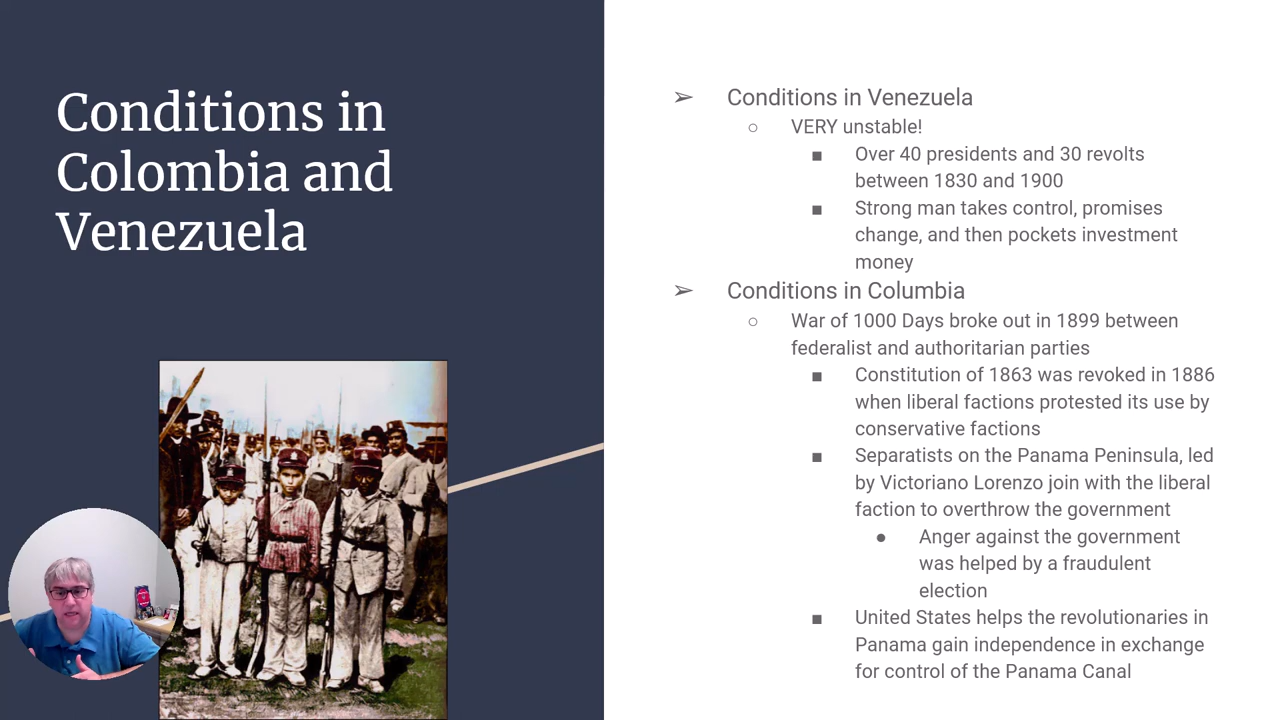 Conditions in
Colombia and
Venezuela
➢ Conditions in Venezuela
○ VERY unstable!
■ Over 40 presidents and 30 revolts
between 1830 and 1900
■ Strong man takes control, promises
change, and then pockets investment
money
➢ Conditions in Columbia
○ War of 1000 Days broke out in 1899 between
federalist and authoritarian parties
■ Constitution of 1863 was revoked in 1886
when liberal factions protested its use by
conservative factions
■ Separatists on the Panama Peninsula, led
by Victoriano Lorenzo join with the liberal
faction to overthrow the government
● Anger against the government
was helped by a fraudulent
election
■ United States helps the revolutionaries in
Panama gain independence in exchange
for control of the Panama Canal